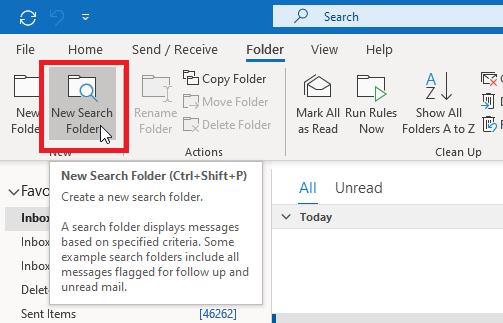 Search
File Home Send / Receive Folder View Help
New Folder
New Search Folder
Rename Folder
Copy Folder
Move Folder
Delete Folder
Mark All as Read
Run Rules Now
Show All Folders A to Z
New
Actions
Clean Up
New Search Folder (Ctrl+Shift+P)
Create a new search folder.
A search folder displays messages
based on specified criteria. Some
example search folders include all
messages flagged for follow up and
unread mail.
Favo
Inbox
Inbox
Inbox
Delete
Sent Items [46262]
All Unread
Today